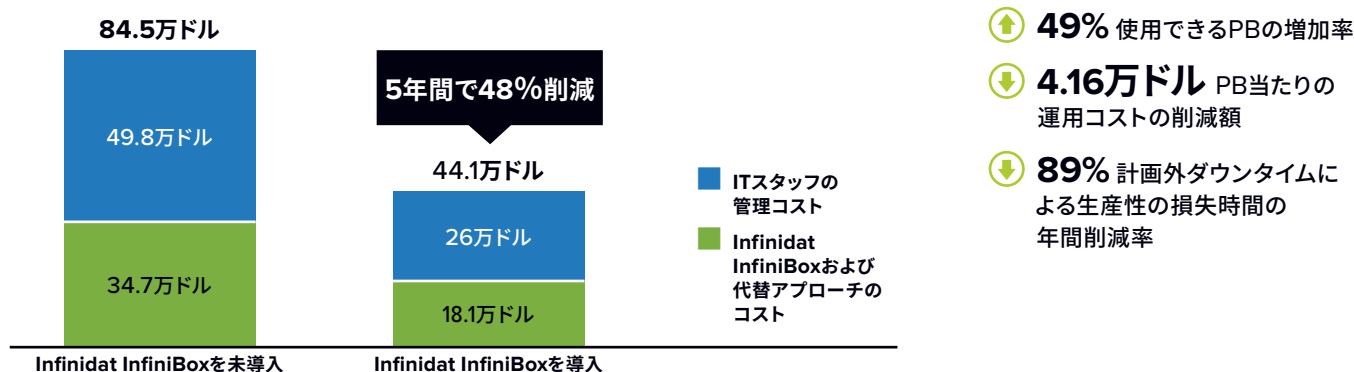 84.5万ドル
49.8万ドル
34.7万ドル
Infinidat InfiniBoxを未導入
5年間で48%削減
44.1万ドル
26万ドル
18.1万ドル
Infinidat InfiniBoxを導入
ITスタッフの
管理コスト
Infinidat
InfiniBoxおよび
代替アプローチの
コスト
49% 使用できるPBの増加率
4.16万ドル PB当たりの
運用コストの削減額
89% 計画外ダウンタイムに
よる生産性の損失時間の
年間削減率